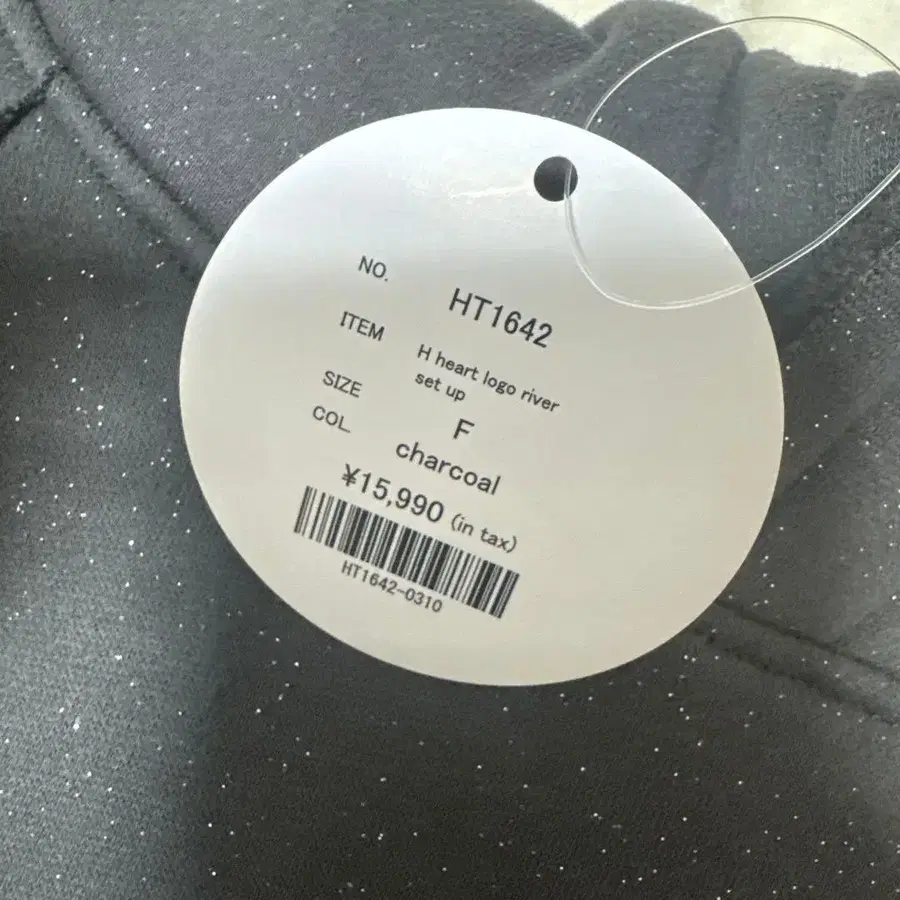 NO. HT1642
ITEM H heart logo river
set up
SIZE F
COL. charcoal
¥15,990 (in tax)
HT1642-0310